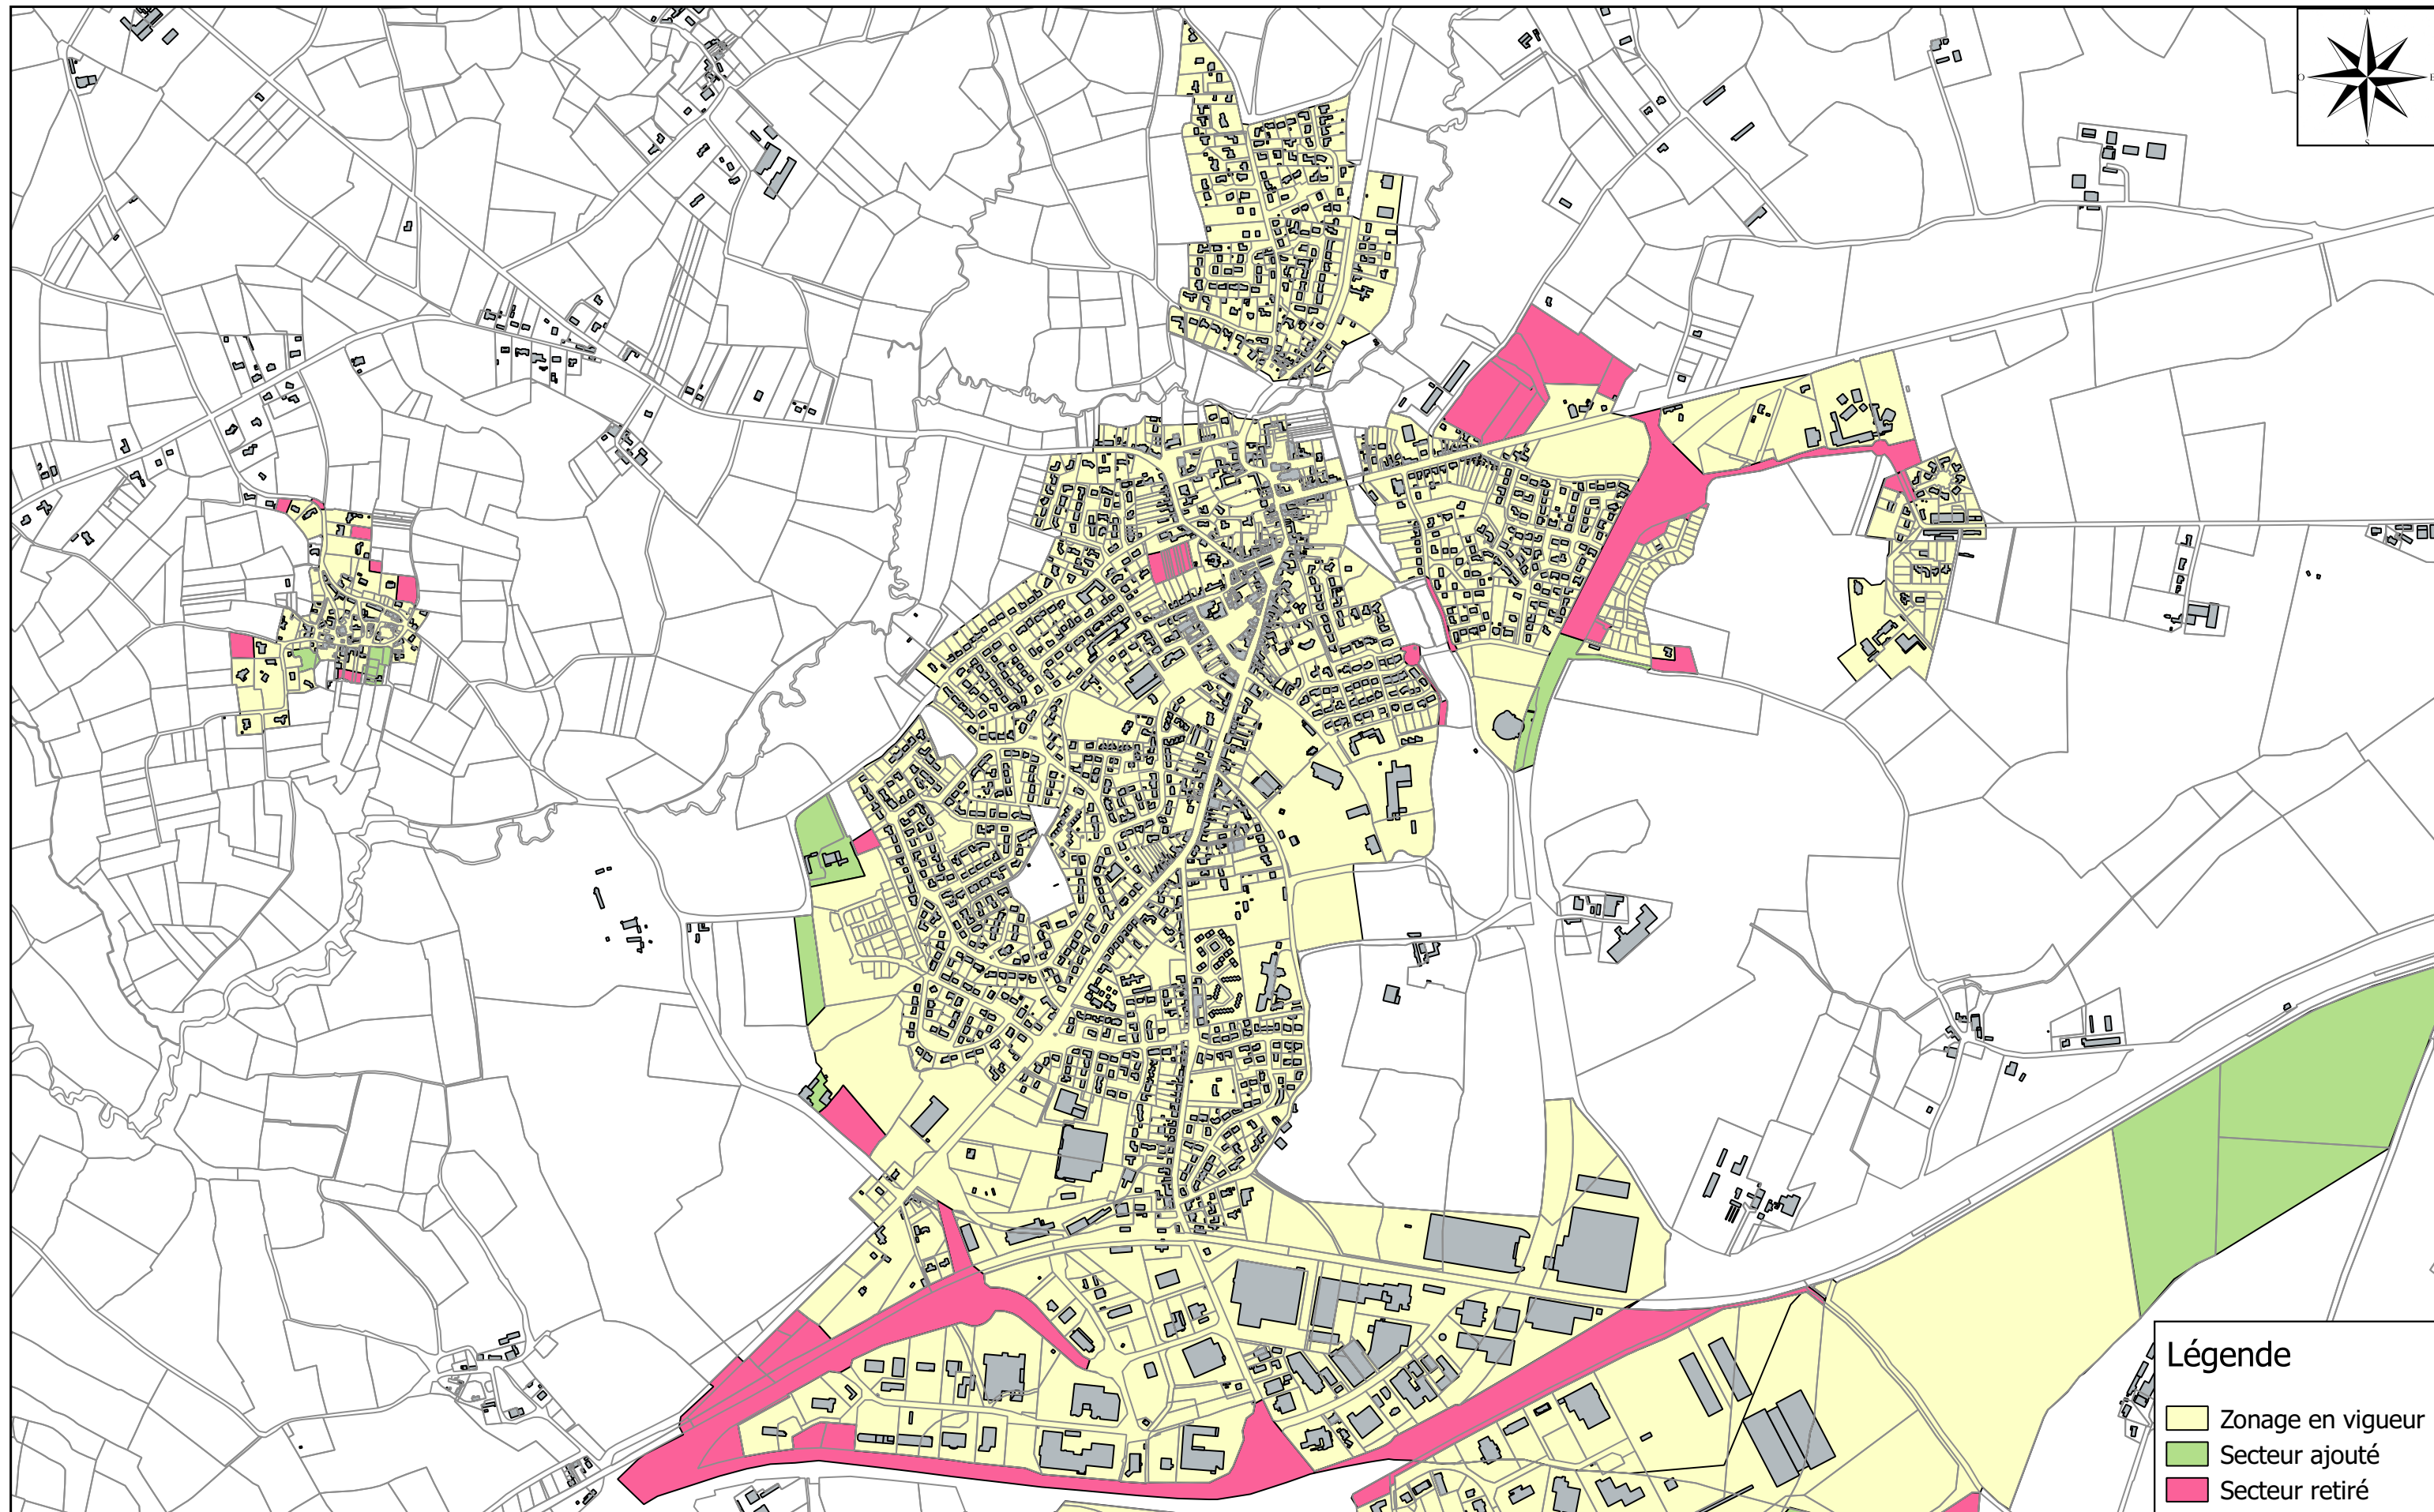 N
O
E
S
Légende
Zonage en vigueur
Secteur ajouté
Secteur retiré